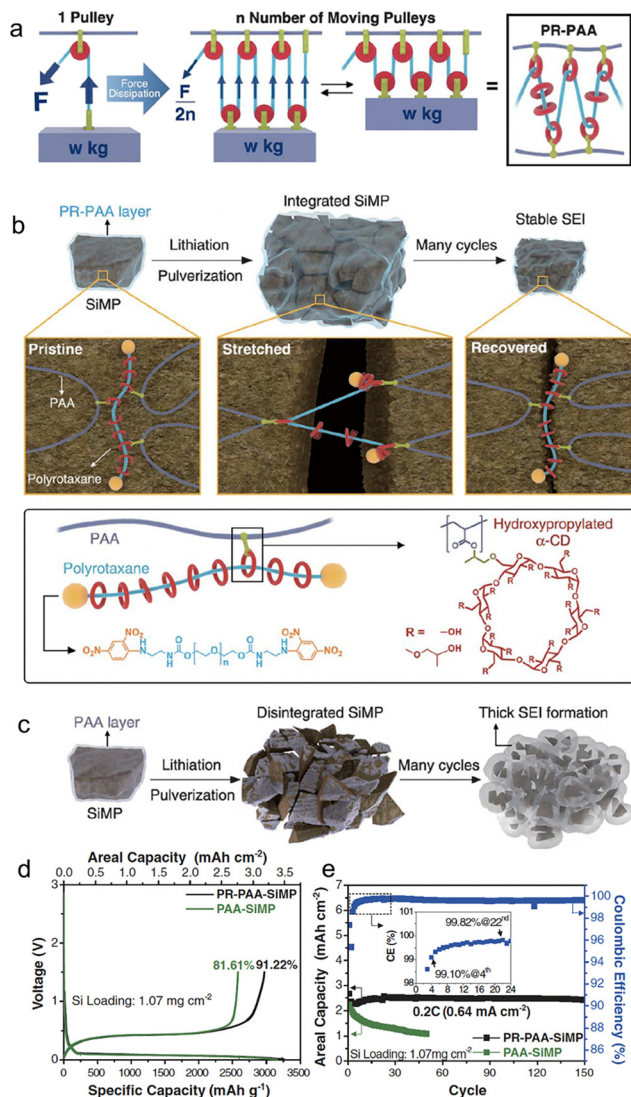 a
1 Pulley
n Number of Moving Pulleys
PR-PAA
F
Force
Dissipation
F
2n
=
w kg
w kg
w kg
b
PR-PAA layer
SiMP
Lithiation
Pulverization
Integrated SiMP
Many cycles
Stable SEI
Pristine
PAA
Polyrotaxane
Stretched
Recovered
PAA
Polyrotaxane
O₂N
NO₂
N
H
H
N
O
O
O
n
O
O
N
H
H
N
NO₂
NO₂
n
O
O
O
Hydroxypropylated
α-CD
R = —OH
O
OH
R
O
c
PAA layer
SiMP
Lithiation
Pulverization
Disintegrated SiMP
Many cycles
Thick SEI formation
d
Areal Capacity (mAh cm⁻²)
0.0 0.5 1.0 1.5 2.0 2.5 3.0 3.5
PR-PAA-SiMP
PAA-SiMP
81.61% 91.22%
Si Loading: 1.07 mg cm⁻²
Voltage (V)
2
1
0
0 500 1000 1500 2000 2500 3000
Specific Capacity (mAh g⁻¹)
e
Areal Capacity (mAh cm⁻²)
7
6
5
4
3
2
1
0
CE (%)
101
100
99
98
0 4 8 12 16 20 24
99.82%@22nd
99.10%@4th
0.2C (0.64 mA cm⁻²)
PR-PAA-SiMP
PAA-SiMP
Si Loading: 1.07mg cm⁻²
0 30 60 90 120 150
Cycle
100
98
96
94
92
90
88
86
Coulombic Efficiency (%)